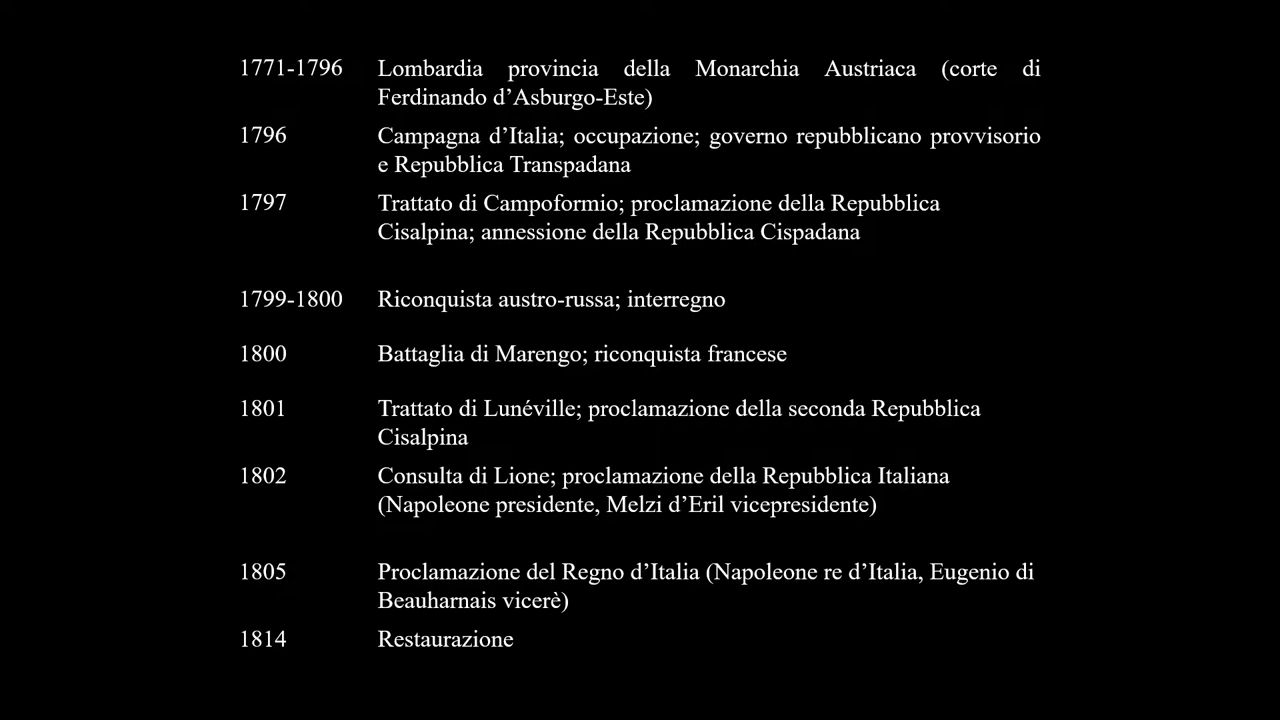 1771-1796 Lombardia provincia della Monarchia Austriaca (corte di
Ferdinando d’Asburgo-Este)
1796 Campagna d’Italia; occupazione; governo repubblicano provvisorio
e Repubblica Transpadana
1797 Trattato di Campoformio; proclamazione della Repubblica
Cisalpina; annessione della Repubblica Cispadana
1799-1800 Riconquista austro-russa; interregno
1800 Battaglia di Marengo; riconquista francese
1801 Trattato di Lunéville; proclamazione della seconda Repubblica
Cisalpina
1802 Consulta di Lione; proclamazione della Repubblica Italiana
(Napoleone presidente, Melzi d’Eril vicepresidente)
1805 Proclamazione del Regno d’Italia (Napoleone re d’Italia, Eugenio di
Beauharnais vicerè)
1814 Restaurazione